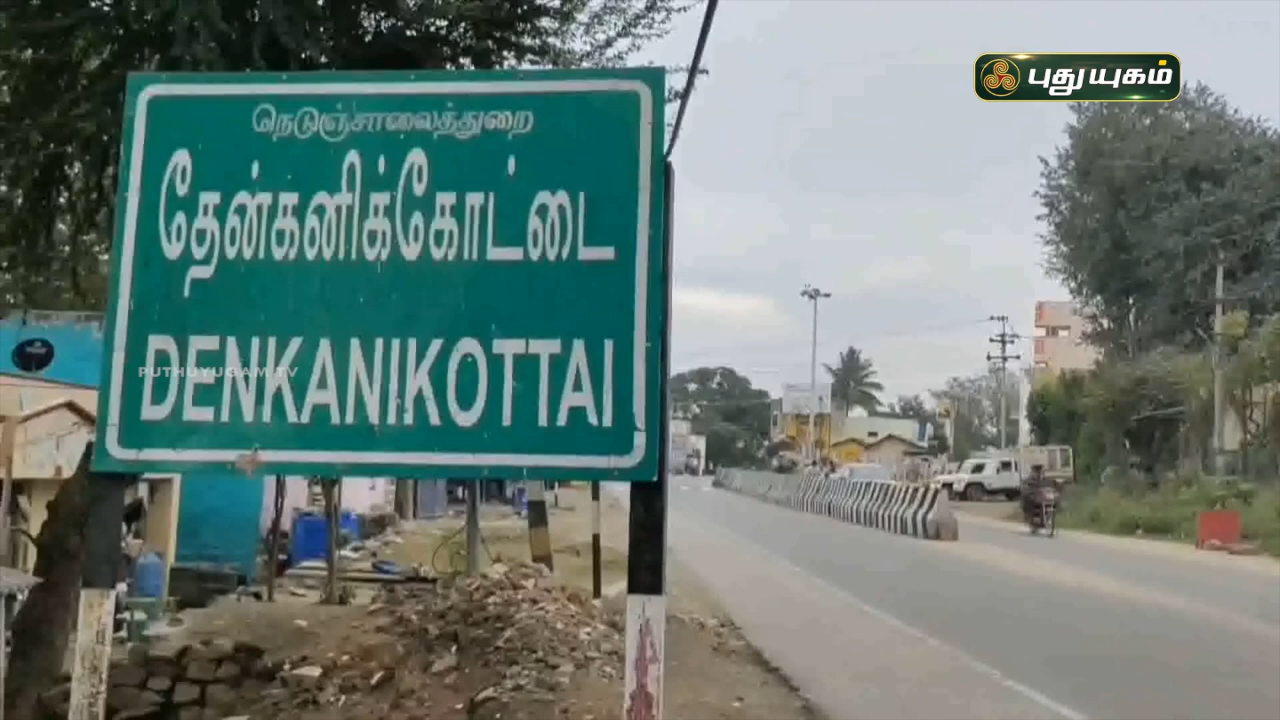 புதுயுகம்
நெடுஞ்சாலைத்துறை
தேன்கனிக்கோட்டை
DENKANIKOTTAI
PUTHUYUGAM TV